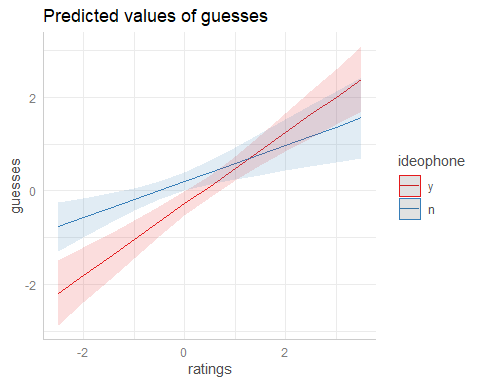 Predicted values of guesses
guesses
2
0
-2
-2
0
2
ratings
ideophone
y
n